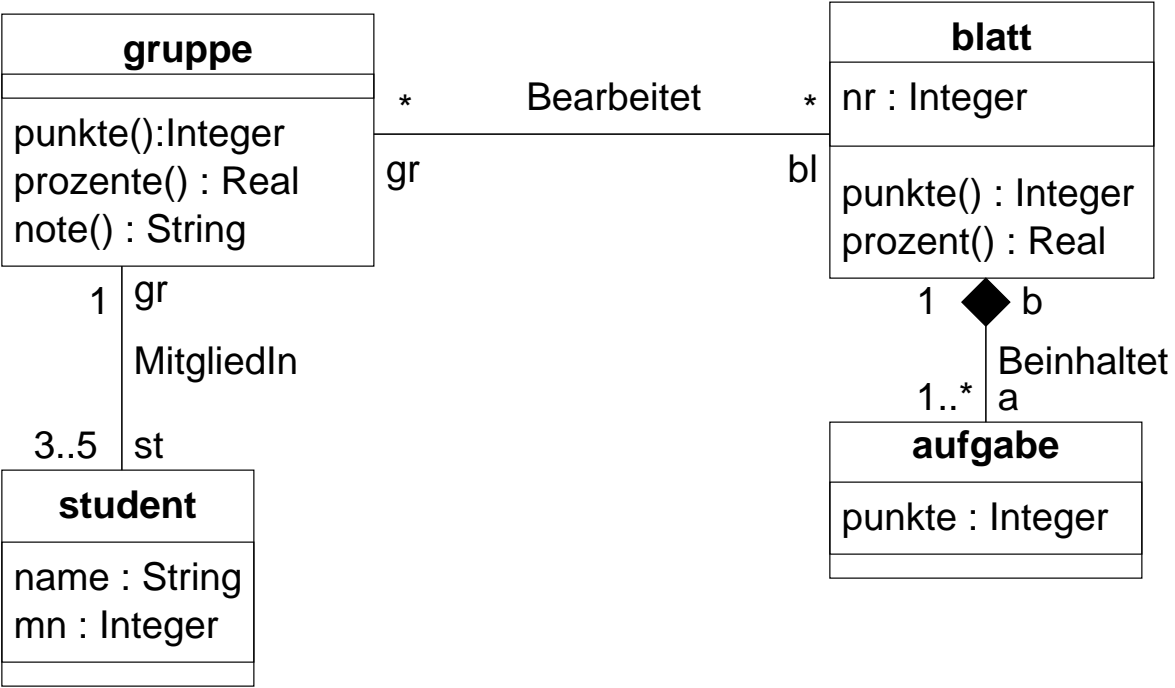 gruppe
punkte():Integer
prozente() : Real
note() : String
* Bearbeitet *
gr bl
blatt
nr : Integer
punkte() : Integer
prozent() : Real
1 gr
MitgliedIn
3..5 st
student
name : String
mn : Integer
1 b
Beinhaltet
1..* a
aufgabe
punkte : Integer